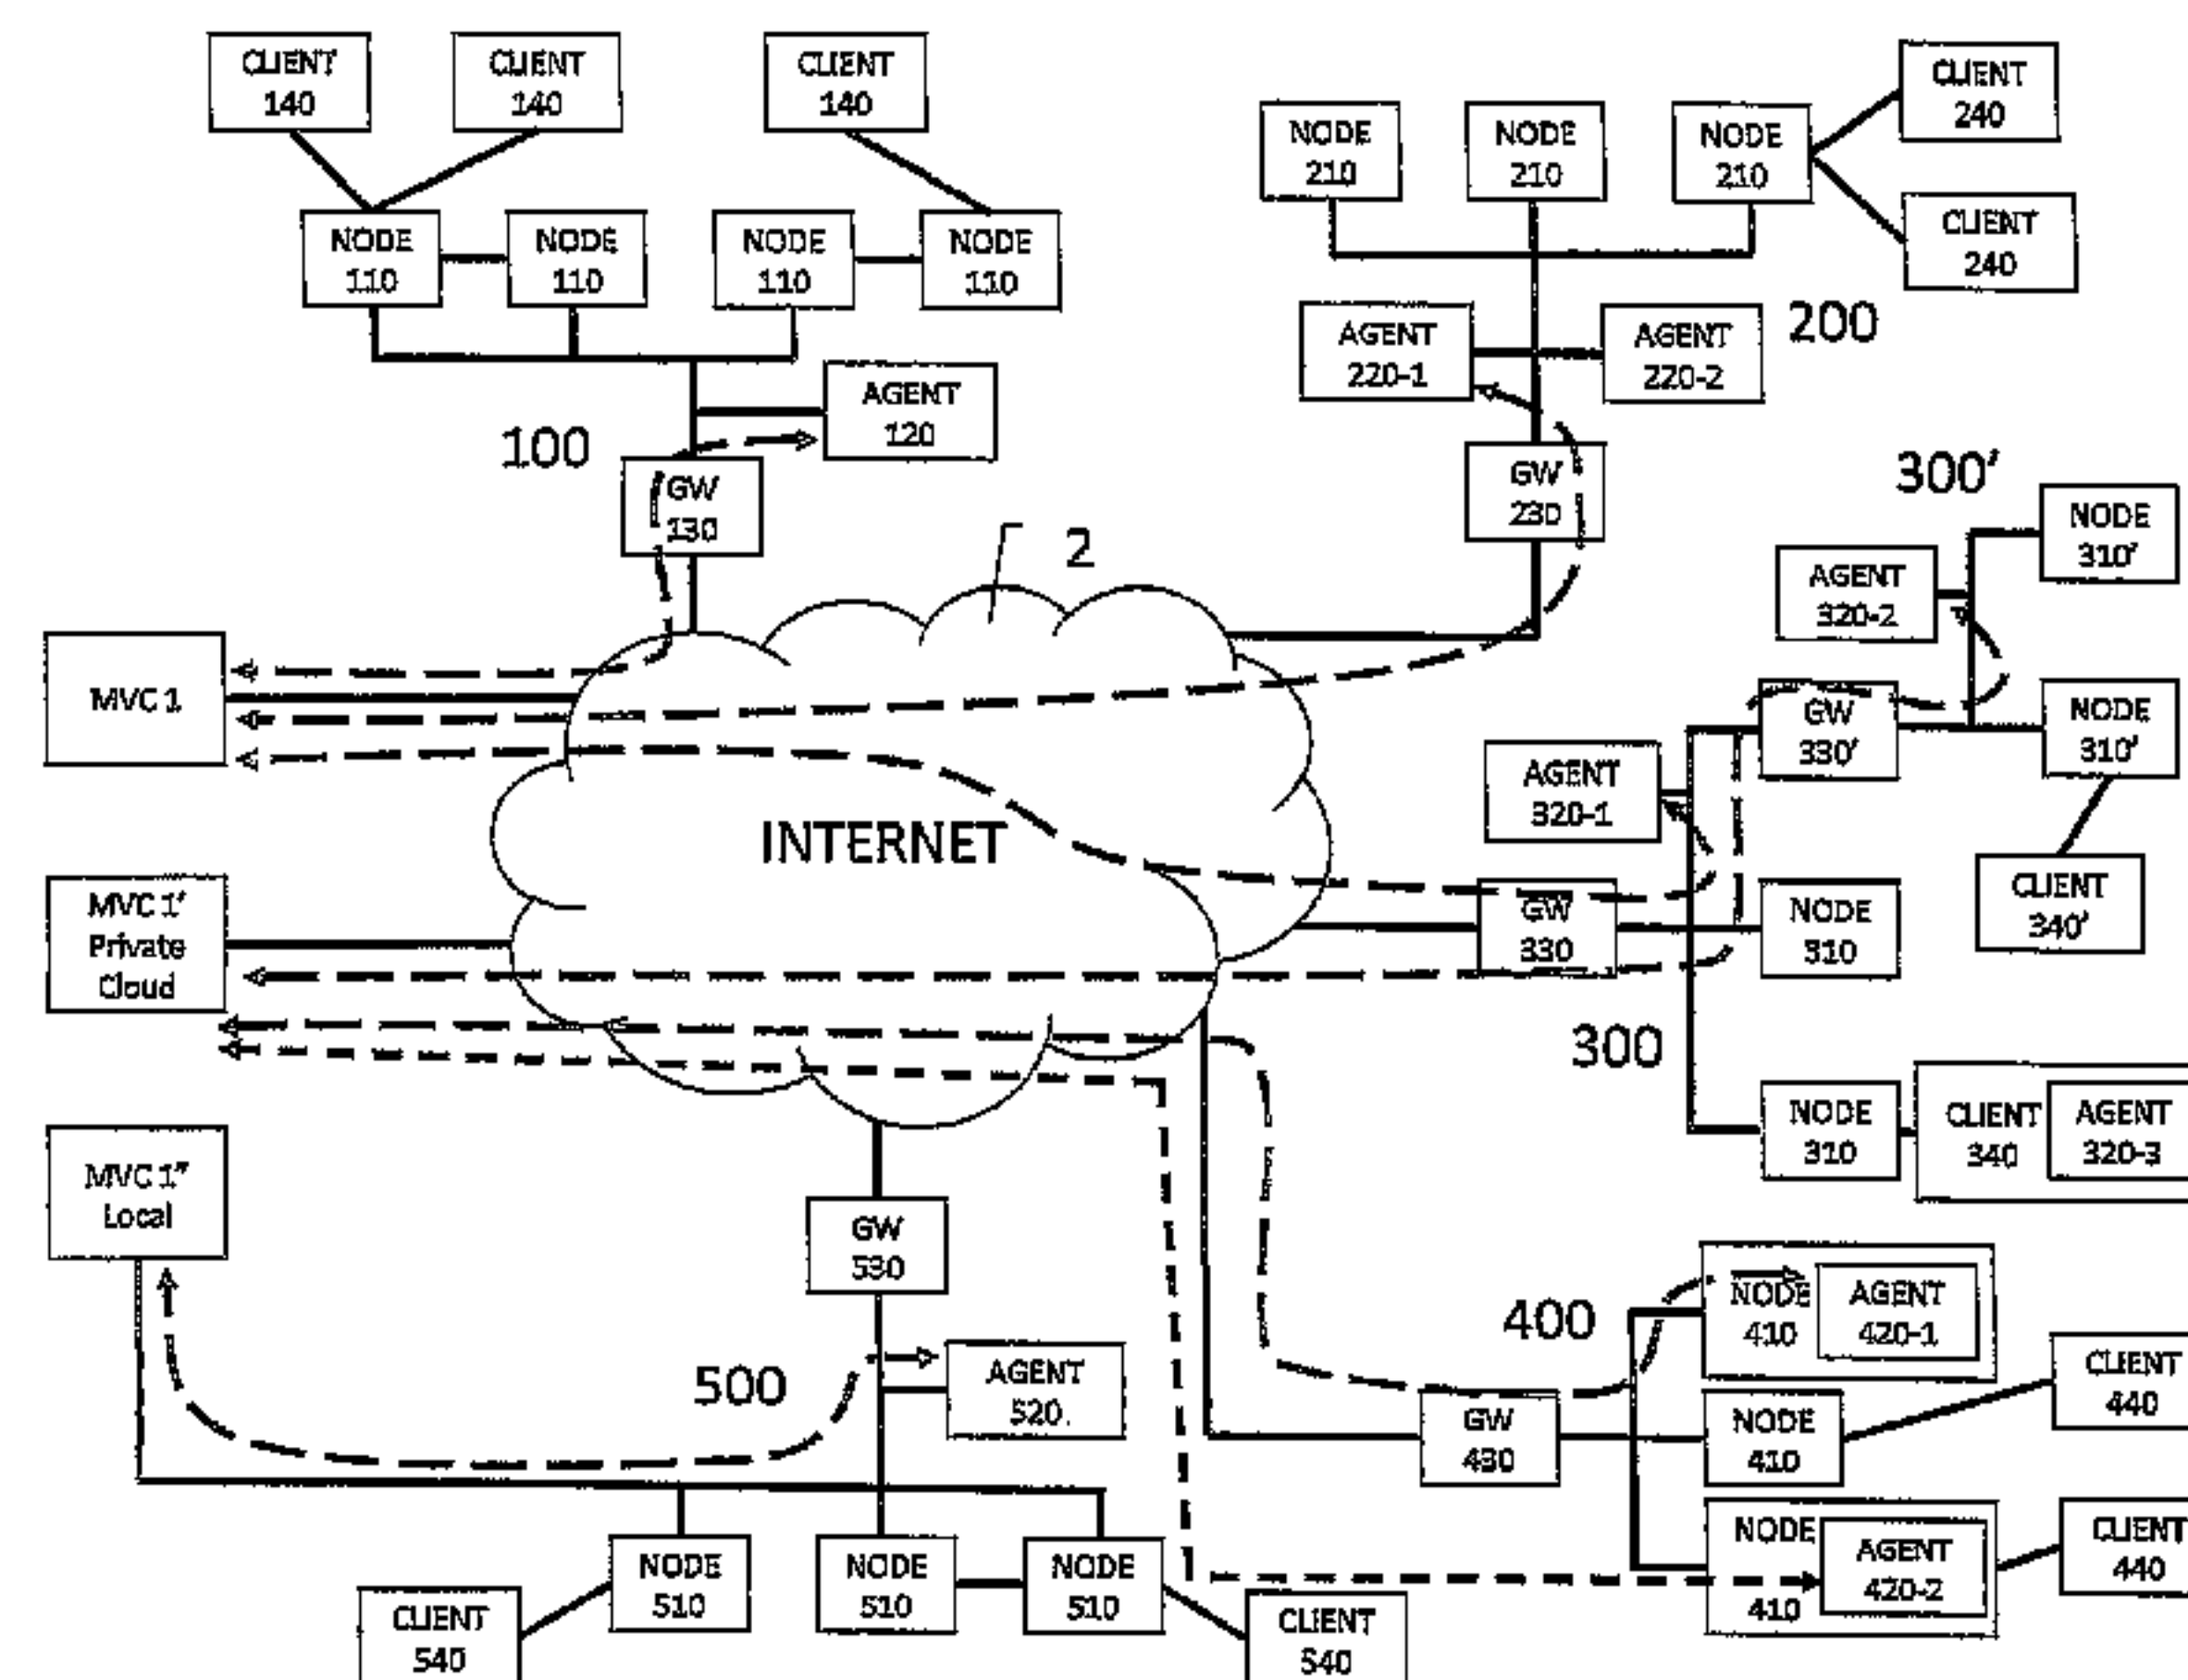 CLIENT
140
CLIENT
140
CLIENT
140
CLIENT
240
NODE
210
NODE
210
NODE
210
CLIENT
240
NODE
110
NODE
110
NODE
110
NODE
110
AGENT
220-1
AGENT
220-2
200
AGENT
120
100
GW
130
GW
230
300'
NODE
310'
AGENT
320-2
2
MVC 1
GW
330'
NODE
310'
AGENT
320-1
INTERNET
CLIENT
340'
MVC 1'
Private
Cloud
GW
330
NODE
310
300
NODE
310
CLIENT
340
AGENT
320-3
MVC 1"
Local
GW
530
400
NODE
410
AGENT
420-1
500
AGENT
520
CLIENT
440
GW
430
NODE
410
NODE
410
AGENT
420-2
CLIENT
440
NODE
510
NODE
510
NODE
510
CLIENT
540
CLIENT
540